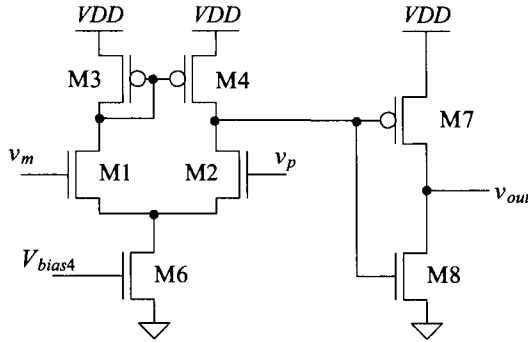 VDD VDD VDD
M3 M4
M7
v_m M1 M2 v_p
v_out
V_bias4 M6 M8